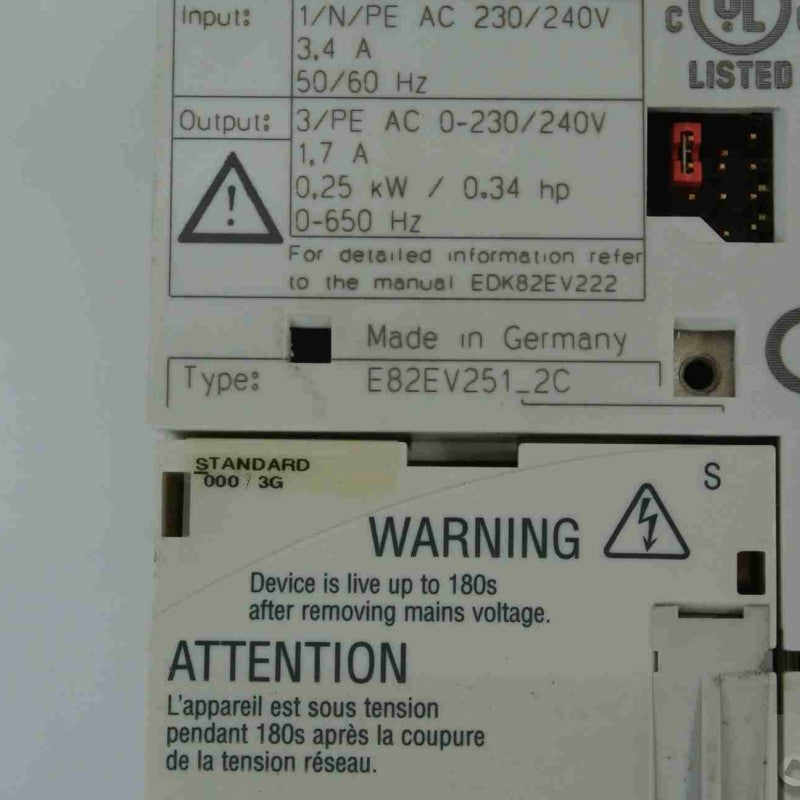 Input: 1/N/PE AC 230/240V
3,4 A
50/60 Hz
C UL
LISTED
Output: 3/PE AC 0-230/240V
1,7 A
0,25 kW / 0.34 hp
0-650 Hz
For detailed information refer
to the manual EDK82EV222
Made in Germany
Type: E82EV251_2C
STANDARD
000 / 3G
S
WARNING
Device is live up to 180s
after removing mains voltage.
ATTENTION
L'appareil est sous tension
pendant 180s après la coupure
de la tension réseau.